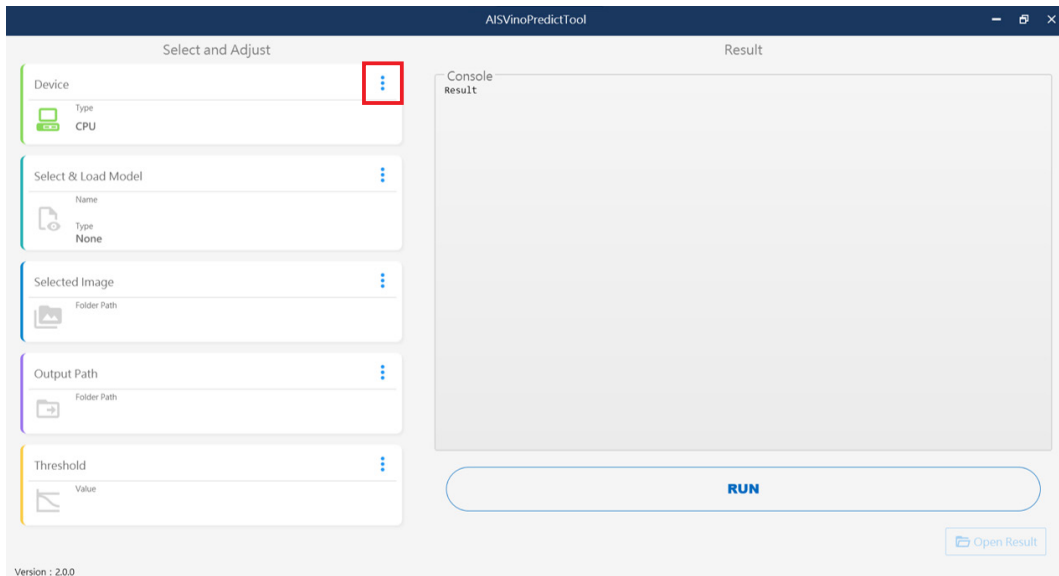 AISVinoPredictTool
Select and Adjust
Device
Type
CPU
Select & Load Model
Name
Type
None
Selected Image
Folder Path
Output Path
Folder Path
Threshold
Value
Version : 2.0.0
Result
Console
Result
RUN
Open Result